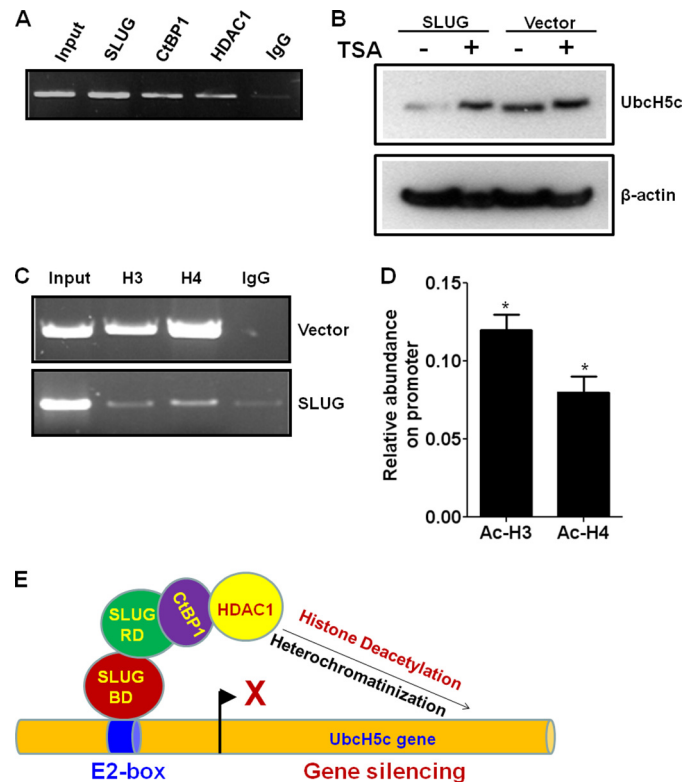 A
Input SLUG CtBP1 HDAC1 IgG
B
SLUG Vector
TSA - + - +
UbcH5c
β-actin
C
Input H3 H4 IgG
Vector
SLUG
D
Relative abundance
on promoter
0.15
0.10
0.05
0.00
*
*
Ac-H3 Ac-H4
E
SLUG
RD
CtBP1
HDAC1
SLUG
BD
X
Histone Deacetylation
Heterochromatinization
UbcH5c gene
E2-box
Gene silencing